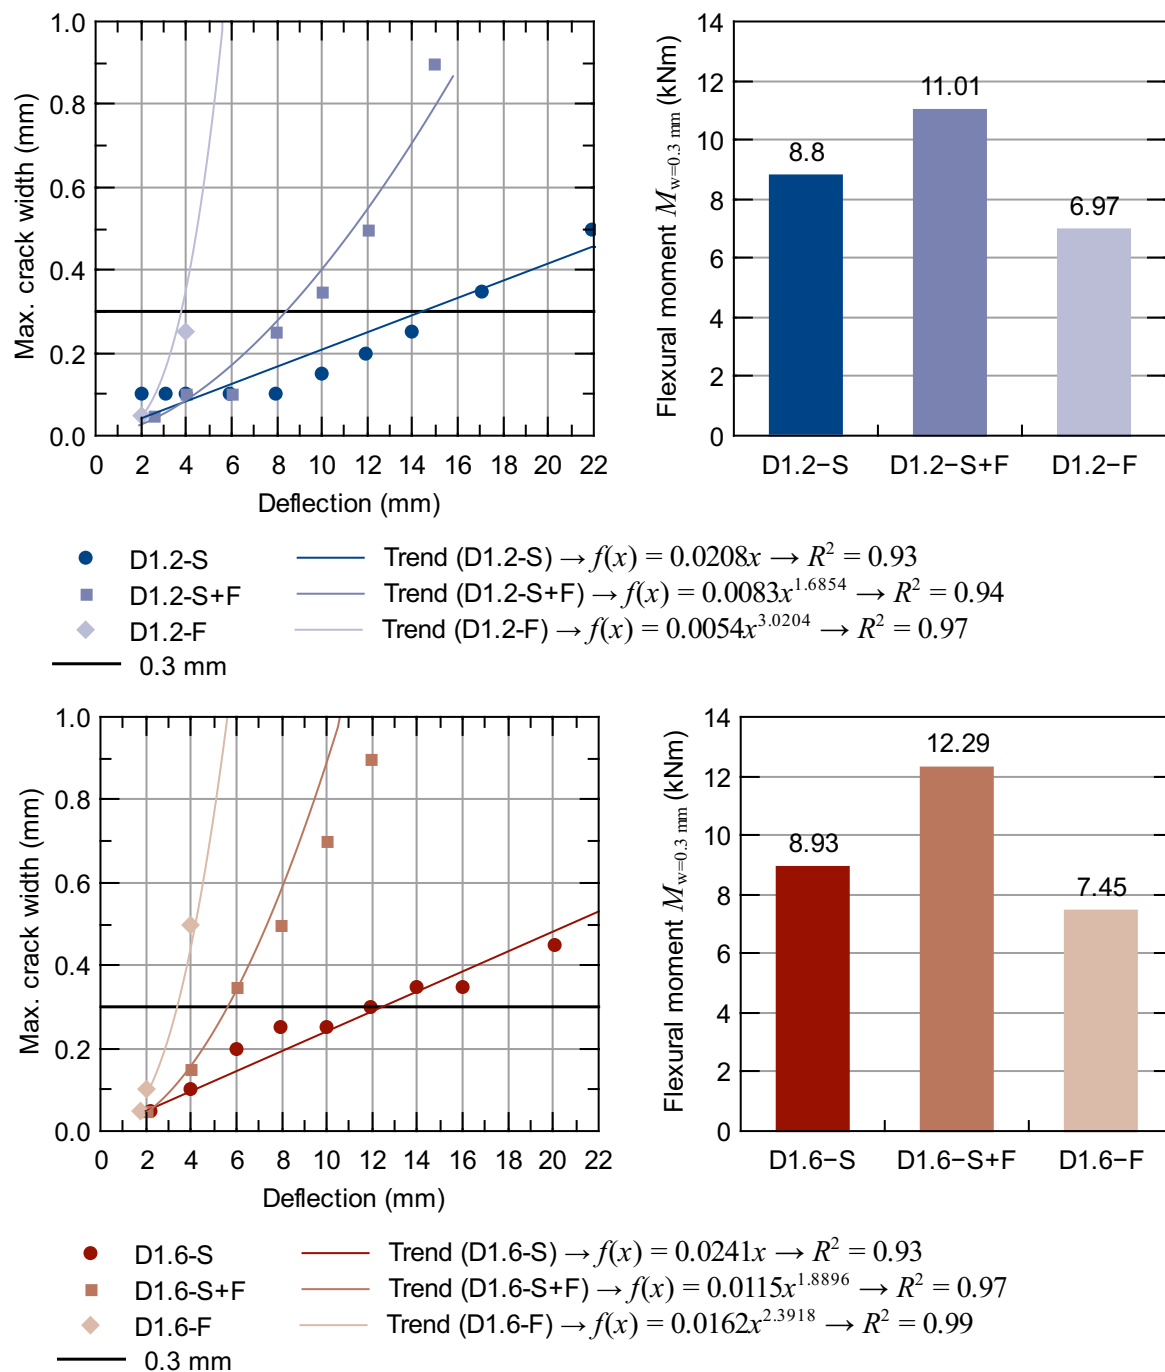 1.0
0.8
0.6
0.4
0.2
0.0
Max. crack width (mm)
0 2 4 6 8 10 12 14 16 18 20 22
Deflection (mm)
14
12
10
8
6
4
2
0
Flexural moment M w=0.3 mm (kNm)
8.8
11.01
6.97
D1.2−S D1.2−S+F D1.2−F
D1.2-S Trend (D1.2-S) → f(x) = 0.0208x → R² = 0.93
D1.2-S+F Trend (D1.2-S+F) → f(x) = 0.0083x^1.6854 → R² = 0.94
D1.2-F Trend (D1.2-F) → f(x) = 0.0054x^3.0204 → R² = 0.97
0.3 mm
1.0
0.8
0.6
0.4
0.2
0.0
Max. crack width (mm)
0 2 4 6 8 10 12 14 16 18 20 22
Deflection (mm)
14
12
10
8
6
4
2
0
Flexural moment M w=0.3 mm (kNm)
8.93
12.29
7.45
D1.6−S D1.6−S+F D1.6−F
D1.6-S Trend (D1.6-S) → f(x) = 0.0241x → R² = 0.93
D1.6-S+F Trend (D1.6-S+F) → f(x) = 0.0115x^1.8896 → R² = 0.97
D1.6-F Trend (D1.6-F) → f(x) = 0.0162x^2.3918 → R² = 0.99
0.3 mm